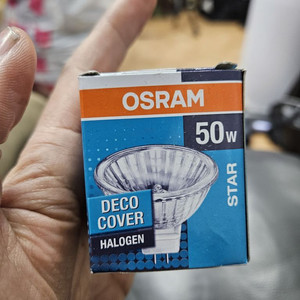 OSRAM
50W
STAR
DECO
COVER
HALOGEN